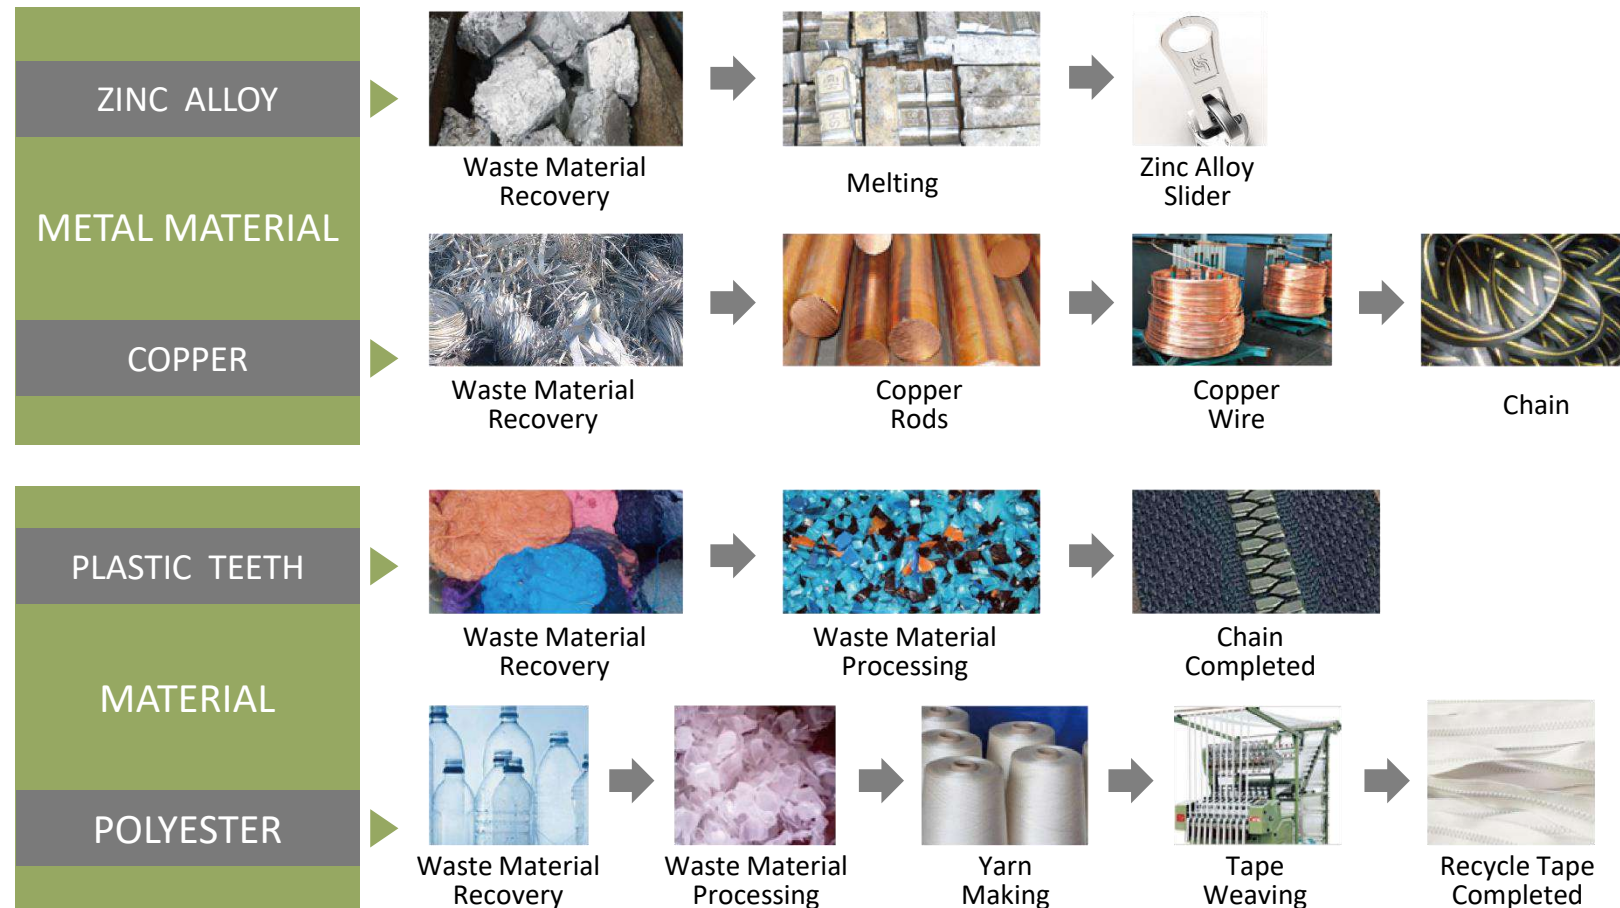 ZINC ALLOY
Waste Material
Recovery
Melting
Zinc Alloy
Slider
METAL MATERIAL
COPPER
Waste Material
Recovery
Copper
Rods
Copper
Wire
Chain
PLASTIC TEETH
Waste Material
Recovery
Waste Material
Processing
Chain
Completed
MATERIAL
POLYESTER
Waste Material
Recovery
Waste Material
Processing
Yarn
Making
Tape
Weaving
Recycle Tape
Completed